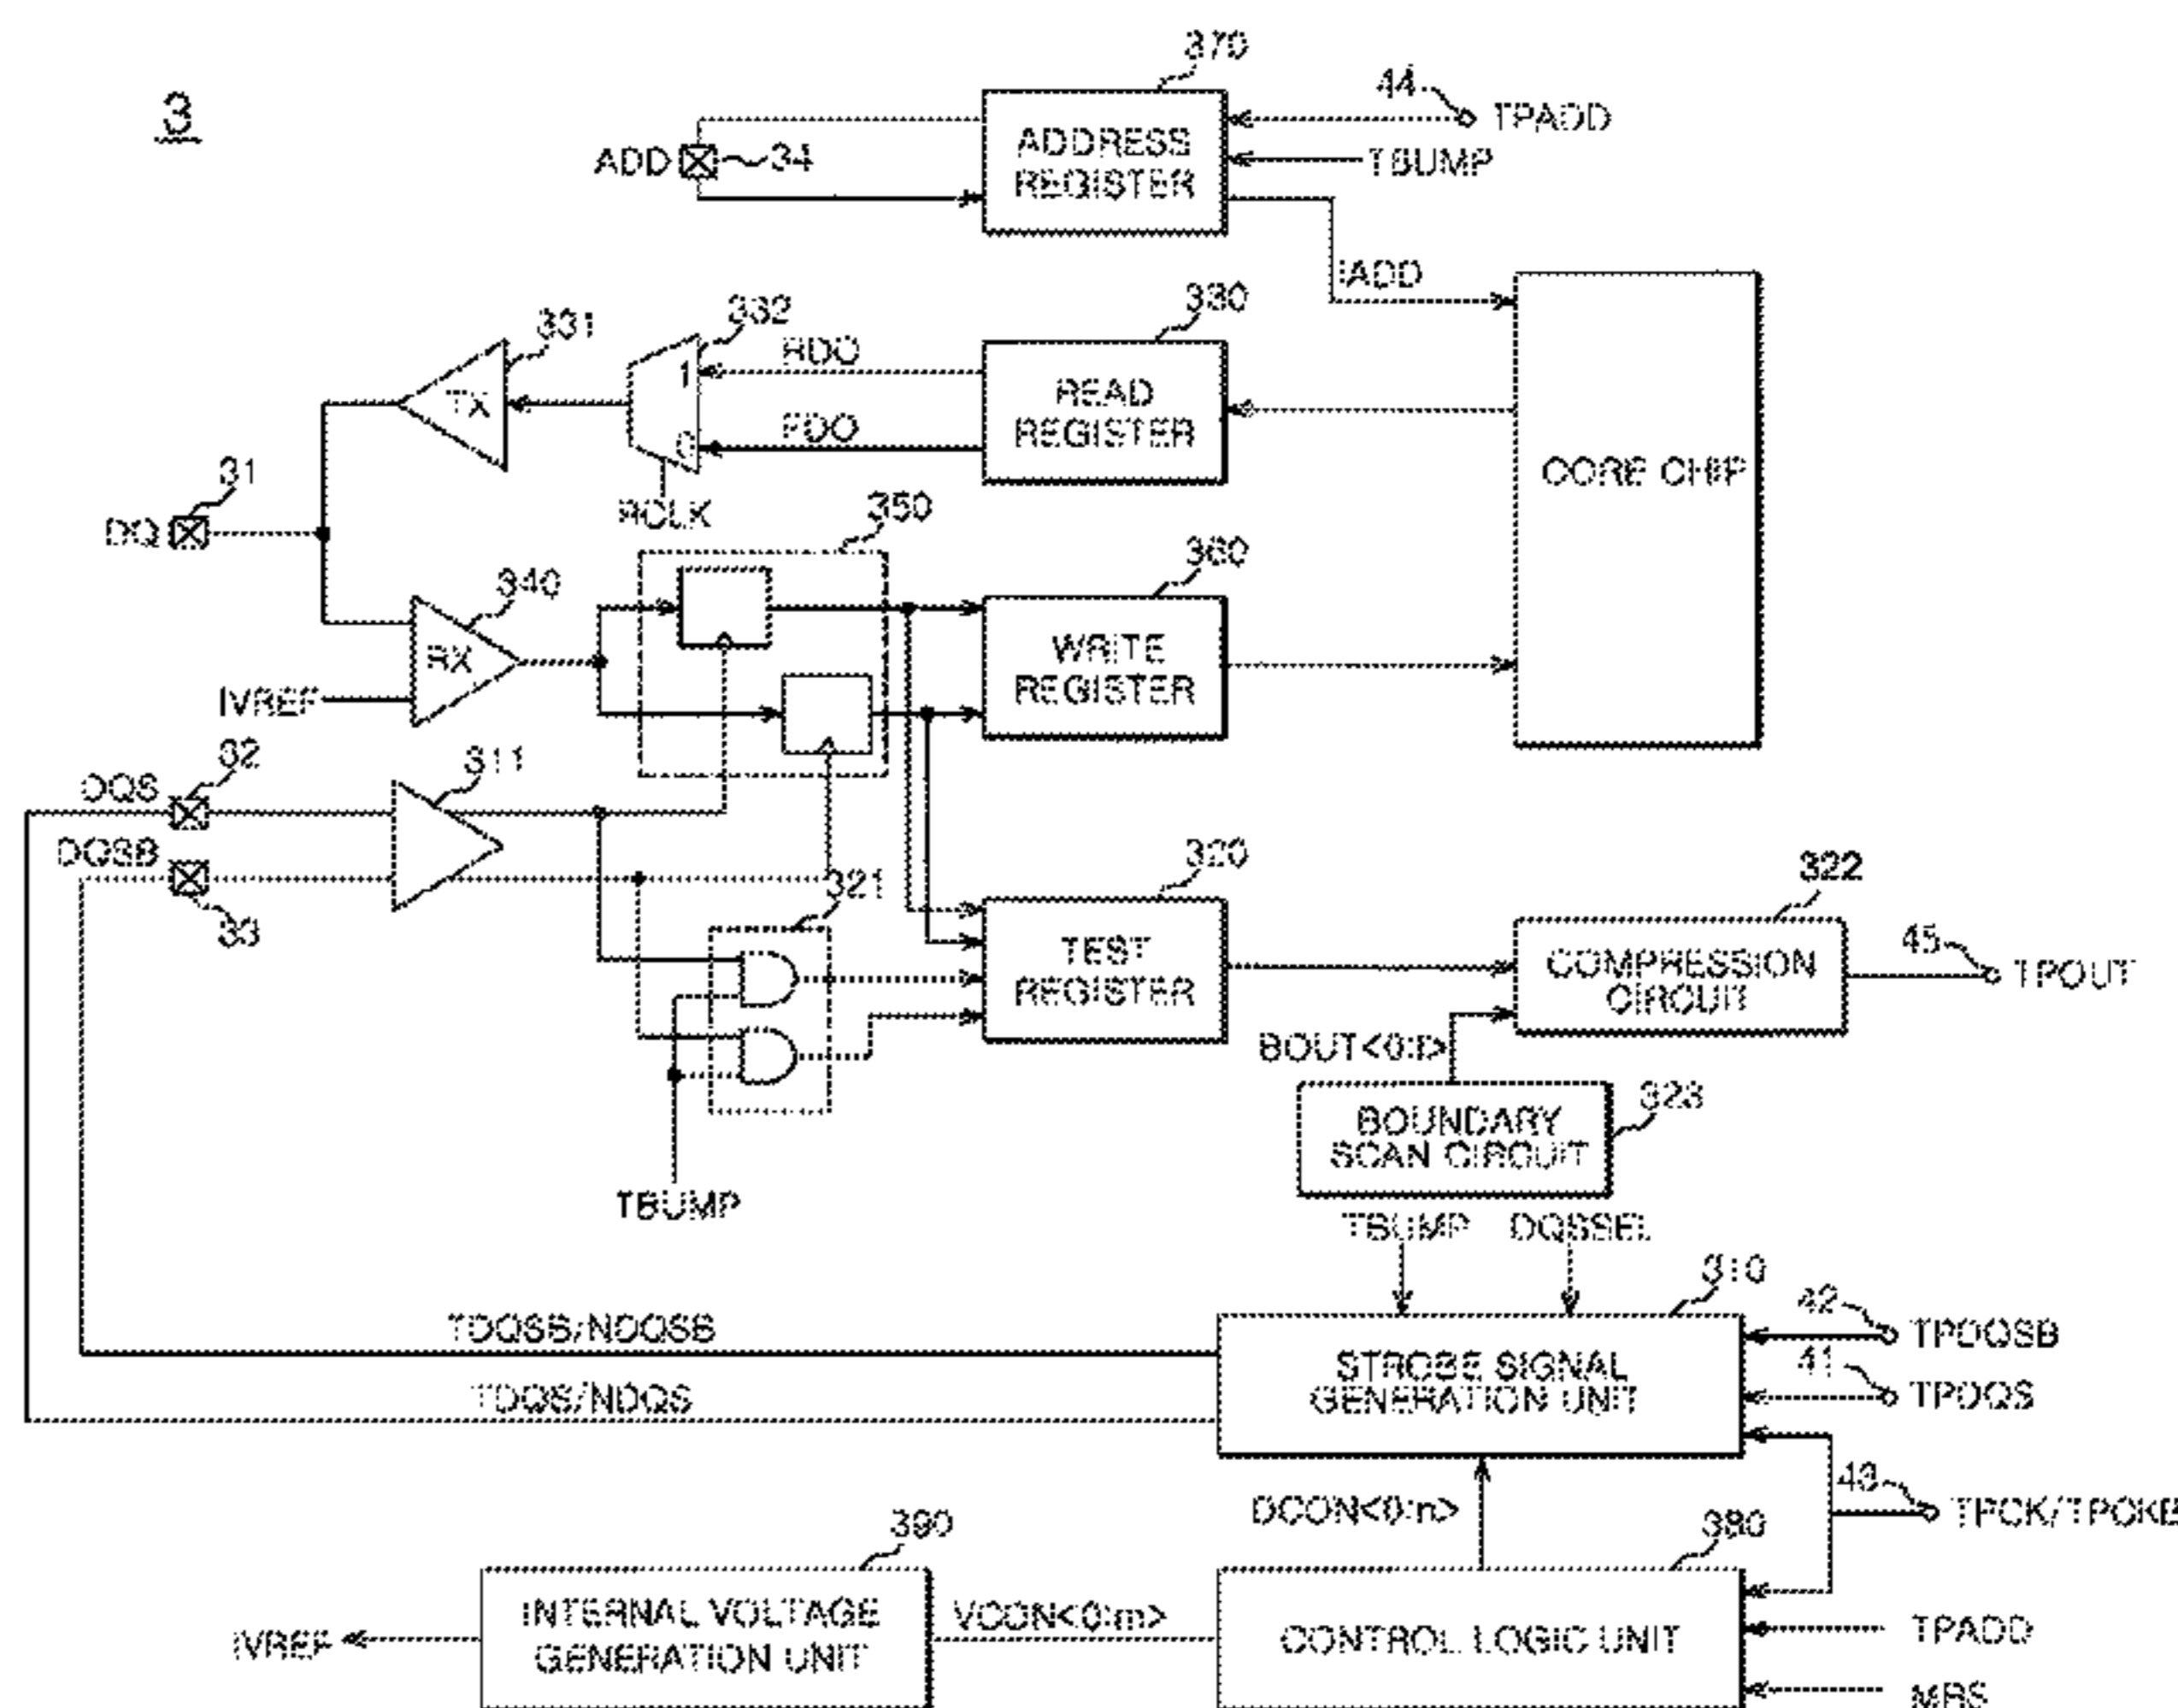 3
370
44
TPADD
ADD
34
ADDRESS
REGISTER
TBUMP
IADD
332
330
331
RDO
TX
1
READ
REGISTER
FDO
0
CORE CHIP
31
RCLK
350
DQ
360
340
RX
WRITE
REGISTER
IVREF
32
311
DQS
DQSB
33
321
320
322
45
TEST
REGISTER
COMPRESSION
CIRCUIT
TPOUT
BOUT<0:l>
323
BOUNDARY
SCAN CIRCUIT
TBUMP
TBUMP
DQSSEL
310
42
TPDQSB
TDQSB/NDQSB
STROBE SIGNAL
GENERATION UNIT
41
TPDQS
TDQS/NDQS
43
DCON<0:n>
TPCK/TPCKB
390
380
INTERNAL VOLTAGE
GENERATION UNIT
VCON<0:m>
CONTROL LOGIC UNIT
IVREF
TPADD
MRS